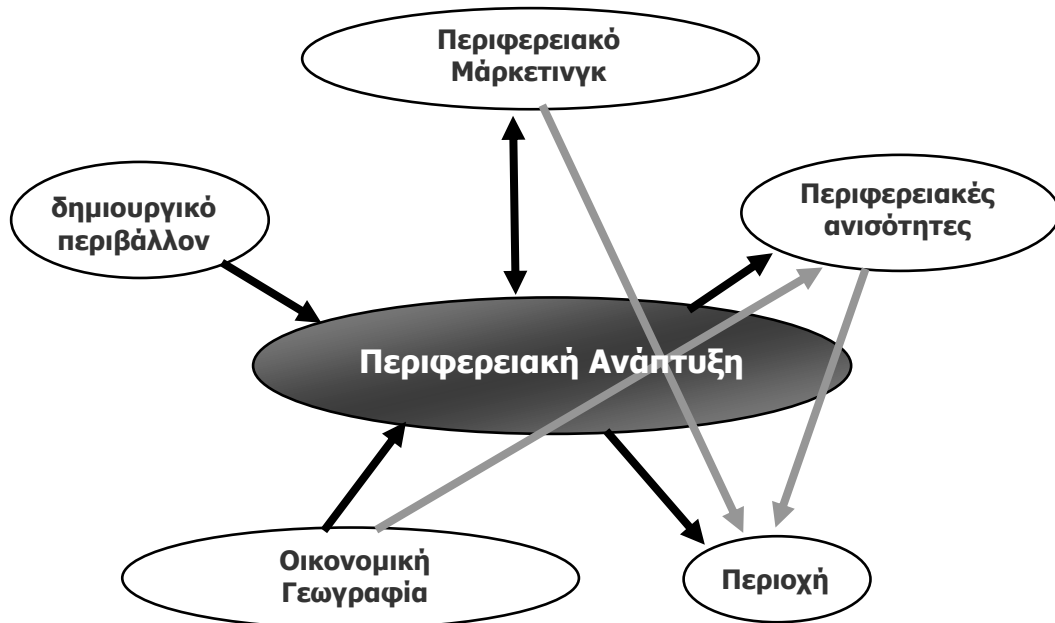 Περιφερειακό
Μάρκετινγκ
δημιουργικό
περιβάλλον
Περιφερειακές
ανισότητες
Περιφερειακή Ανάπτυξη
Οικονομική
Γεωγραφία
Περιοχή